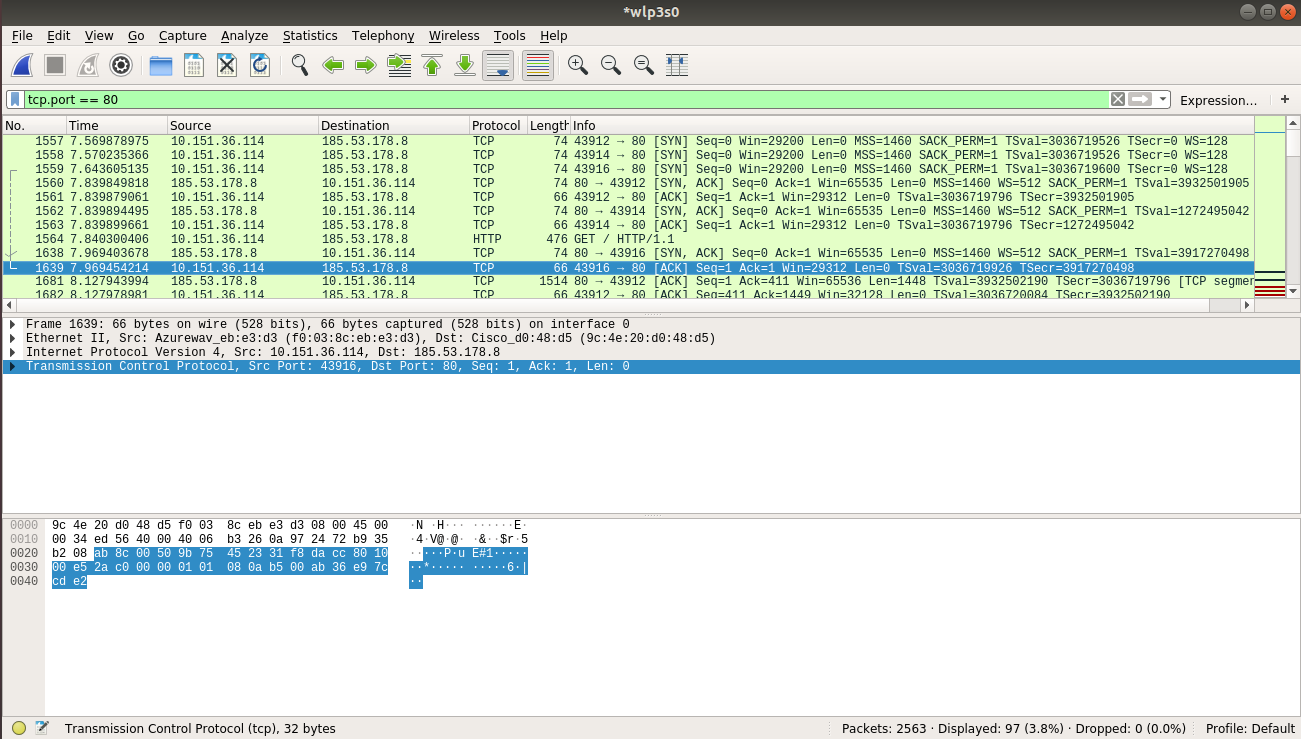 *wlp3s0
File Edit View Go Capture Analyze Statistics Telephony Wireless Tools Help
tcp.port == 80 Expression... +
No. Time Source Destination Protocol Length Info
1557 7.569878975 10.151.36.114 185.53.178.8 TCP 74 43912 → 80 [SYN] Seq=0 Win=29200 Len=0 MSS=1460 SACK_PERM=1 TSval=3036719526 TSecr=0 WS=128
1558 7.570235366 10.151.36.114 185.53.178.8 TCP 74 43914 → 80 [SYN] Seq=0 Win=29200 Len=0 MSS=1460 SACK_PERM=1 TSval=3036719526 TSecr=0 WS=128
1559 7.643605135 10.151.36.114 185.53.178.8 TCP 74 43916 → 80 [SYN] Seq=0 Win=29200 Len=0 MSS=1460 SACK_PERM=1 TSval=3036719600 TSecr=0 WS=128
1560 7.839849818 185.53.178.8 10.151.36.114 TCP 74 80 → 43912 [SYN, ACK] Seq=0 Ack=1 Win=65535 Len=0 MSS=1460 WS=512 SACK_PERM=1 TSval=3932501905
1561 7.839879061 10.151.36.114 185.53.178.8 TCP 66 43912 → 80 [ACK] Seq=1 Ack=1 Win=29312 Len=0 TSval=3036719796 TSecr=3932501905
1562 7.839894495 185.53.178.8 10.151.36.114 TCP 74 80 → 43914 [SYN, ACK] Seq=0 Ack=1 Win=65535 Len=0 MSS=1460 WS=512 SACK_PERM=1 TSval=1272495042
1563 7.839899661 10.151.36.114 185.53.178.8 TCP 66 43914 → 80 [ACK] Seq=1 Ack=1 Win=29312 Len=0 TSval=3036719796 TSecr=1272495042
1564 7.840300406 10.151.36.114 185.53.178.8 HTTP 476 GET / HTTP/1.1
1638 7.969403678 185.53.178.8 10.151.36.114 TCP 74 80 → 43916 [SYN, ACK] Seq=0 Ack=1 Win=65535 Len=0 MSS=1460 WS=512 SACK_PERM=1 TSval=3917270498
1639 7.969454214 10.151.36.114 185.53.178.8 TCP 66 43916 → 80 [ACK] Seq=1 Ack=1 Win=29312 Len=0 TSval=3036719926 TSecr=3917270498
1681 8.127943994 185.53.178.8 10.151.36.114 TCP 1514 80 → 43912 [ACK] Seq=1 Ack=411 Win=65536 Len=1448 TSval=3932502190 TSecr=3036719796 [TCP segmer
1682 8.127978981 10.151.36.114 185.53.178.8 TCP 66 43912 → 80 [ACK] Seq=411 Ack=1449 Win=32128 Len=0 TSval=3036720084 TSecr=3932502190
Frame 1639: 66 bytes on wire (528 bits), 66 bytes captured (528 bits) on interface 0
Ethernet II, Src: Azurewav_eb:e3:d3 (f0:03:8c:eb:e3:d3), Dst: Cisco_d0:48:d5 (9c:4e:20:d0:48:d5)
Internet Protocol Version 4, Src: 10.151.36.114, Dst: 185.53.178.8
Transmission Control Protocol, Src Port: 43916, Dst Port: 80, Seq: 1, Ack: 1, Len: 0
0000 9c 4e 20 d0 48 d5 f0 03 8c eb e3 d3 08 00 45 00 ·N ·H··· ······E·
0010 00 34 ed 56 40 00 40 06 b3 26 0a 97 24 72 b9 35 ·4·V@·@· ·&··$r·5
0020 b2 08 ab 8c 00 50 9b 75 45 23 31 f8 da cc 80 10 ·····P·u E#1·····
0030 00 e5 2a c0 00 00 01 01 08 0a b5 00 ab 36 e9 7c ··*····· ·····6·|
0040 cd e2 ··
Transmission Control Protocol (tcp), 32 bytes Packets: 2563 · Displayed: 97 (3.8%) · Dropped: 0 (0.0%) Profile: Default